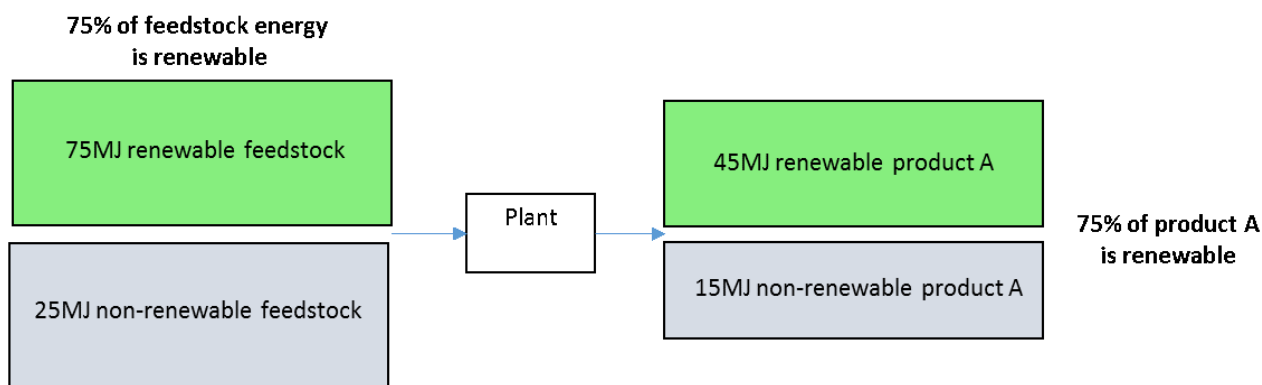 75% of feedstock energy
is renewable
75MJ renewable feedstock
25MJ non-renewable feedstock
Plant
45MJ renewable product A
15MJ non-renewable product A
75% of product A
is renewable